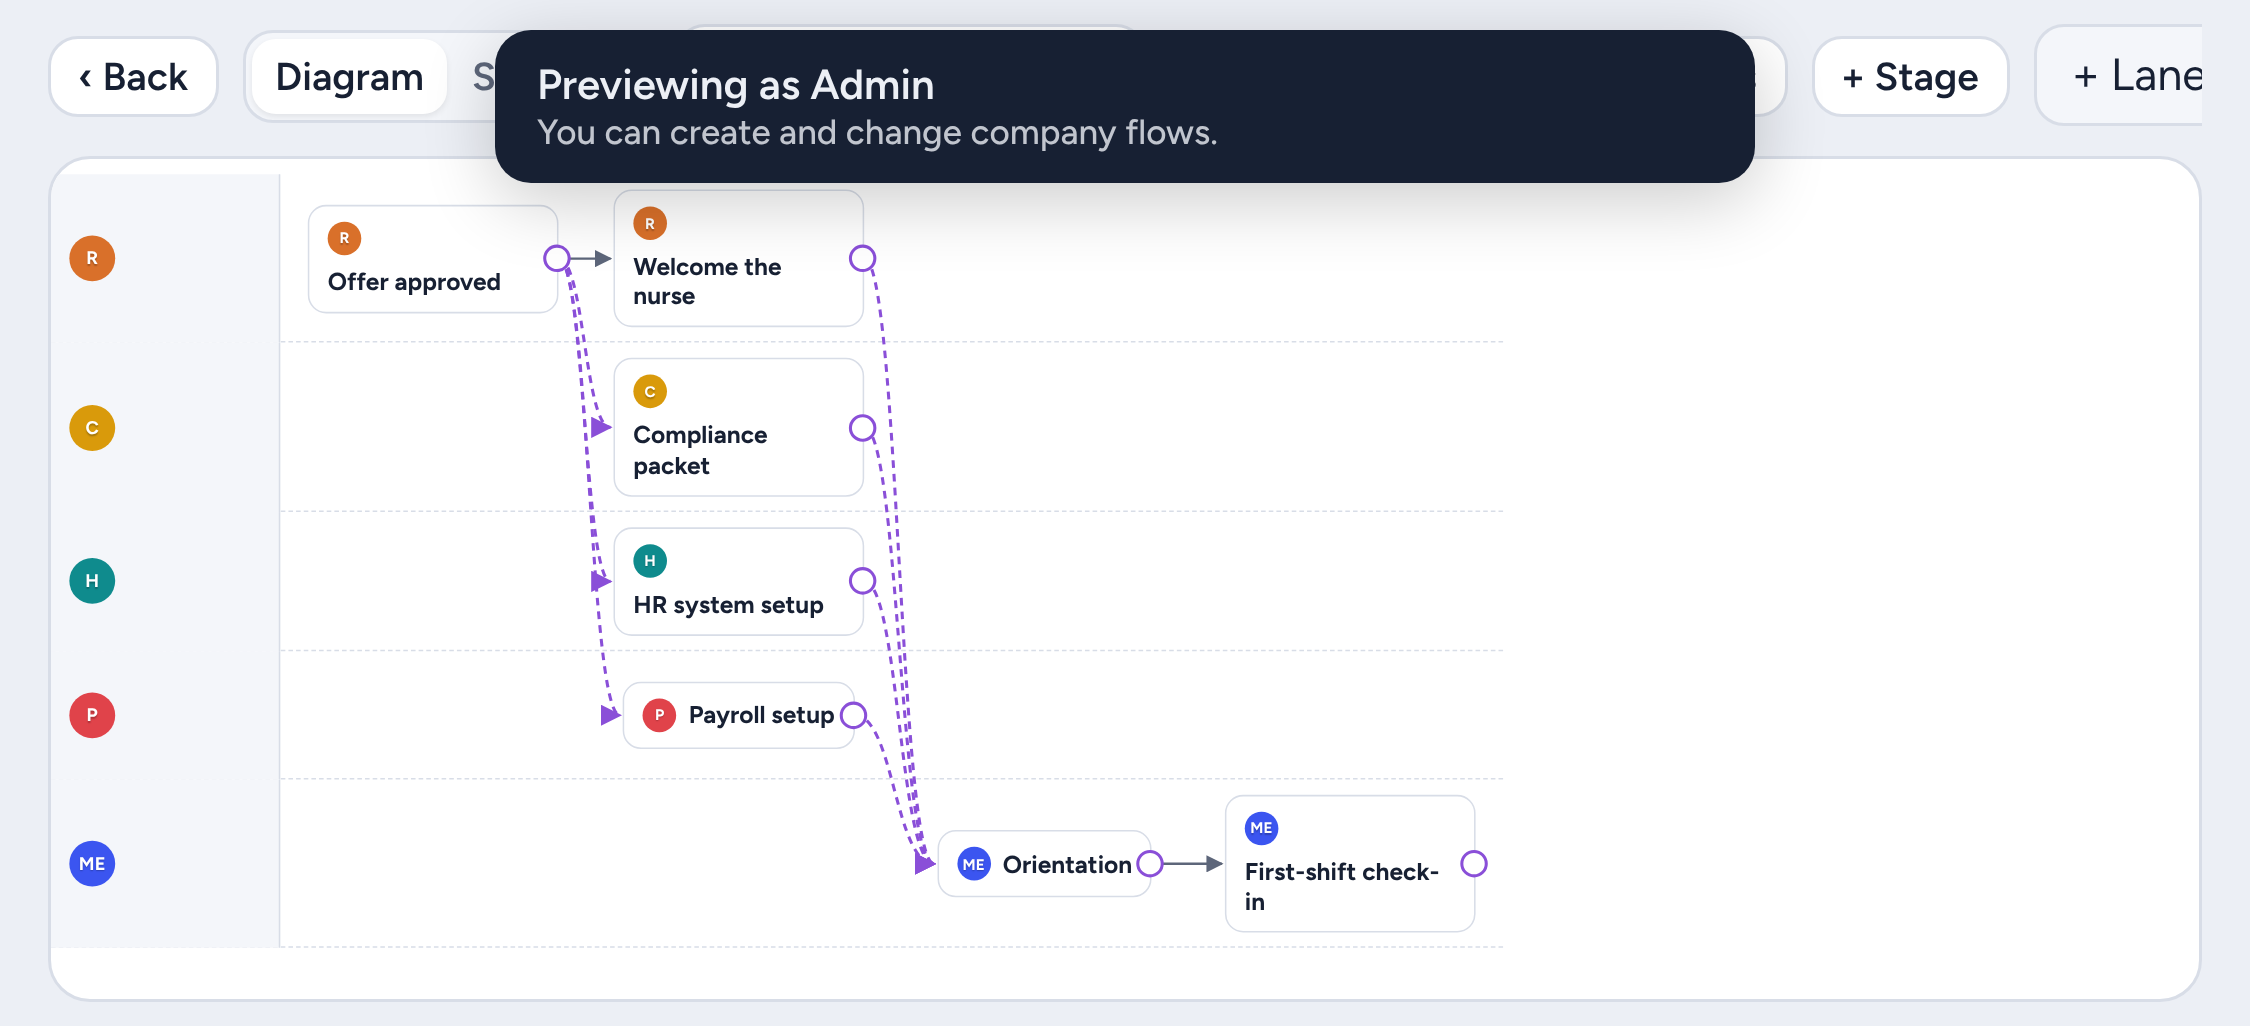 ‹ Back
Diagram
S
Previewing as Admin
You can create and change company flows.
+ Stage
+ Lane
R
R
Offer approved
R
Welcome the
nurse
C
C
Compliance
packet
H
H
HR system setup
P
P
Payroll setup
ME
ME
Orientation
ME
First-shift check-
in